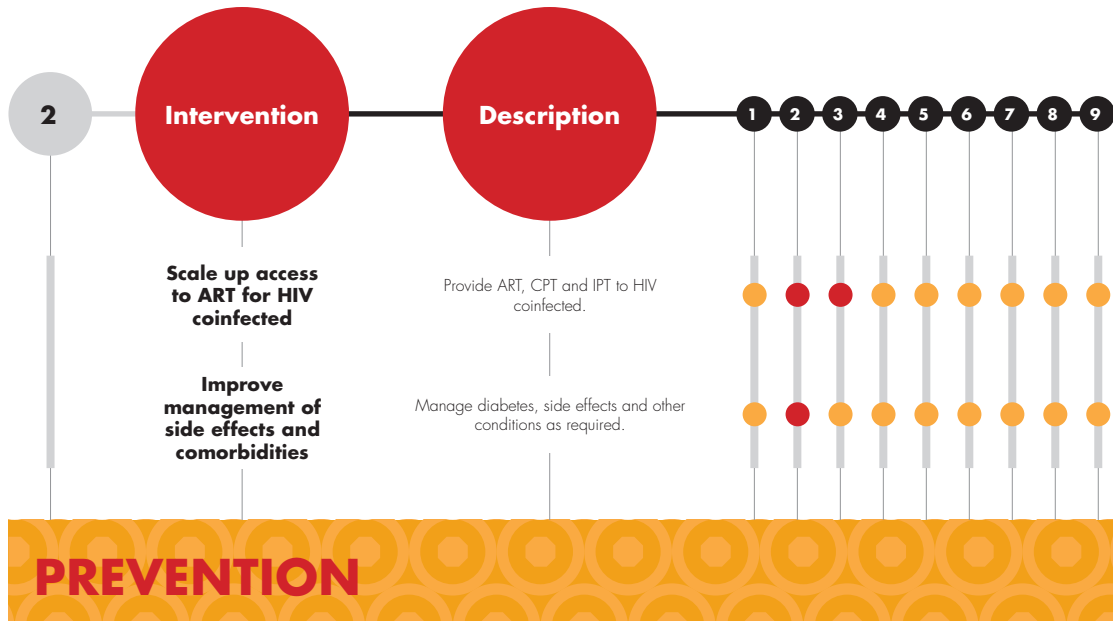 2
Intervention
Description
1 2 3 4 5 6 7 8 9
Scale up access
to ART for HIV
coinfected
Provide ART, CPT and IPT to HIV
coinfected.
Improve
management of
side effects and
comorbidities
Manage diabetes, side effects and other
conditions as required.
PREVENTION